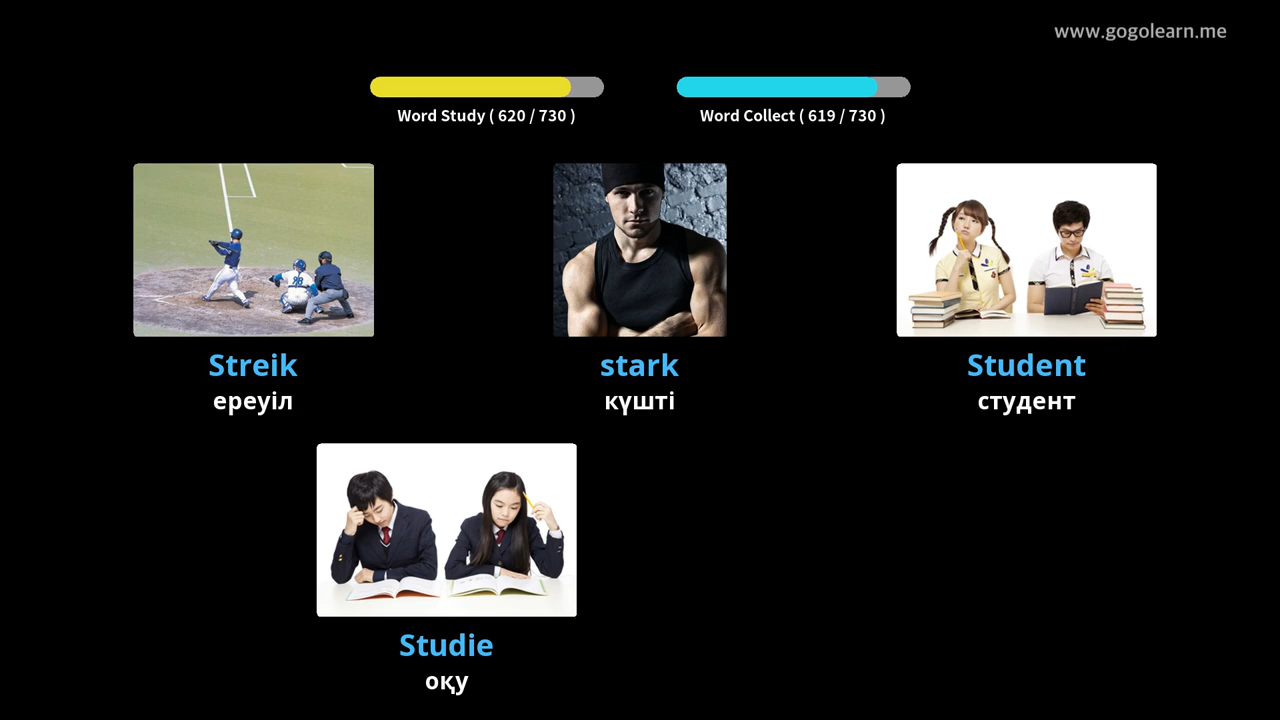 www.gogolearn.me
Word Study ( 620 / 730 )
Word Collect ( 619 / 730 )
Streik
ереуіл
stark
күшті
Student
студент
Studie
оқу